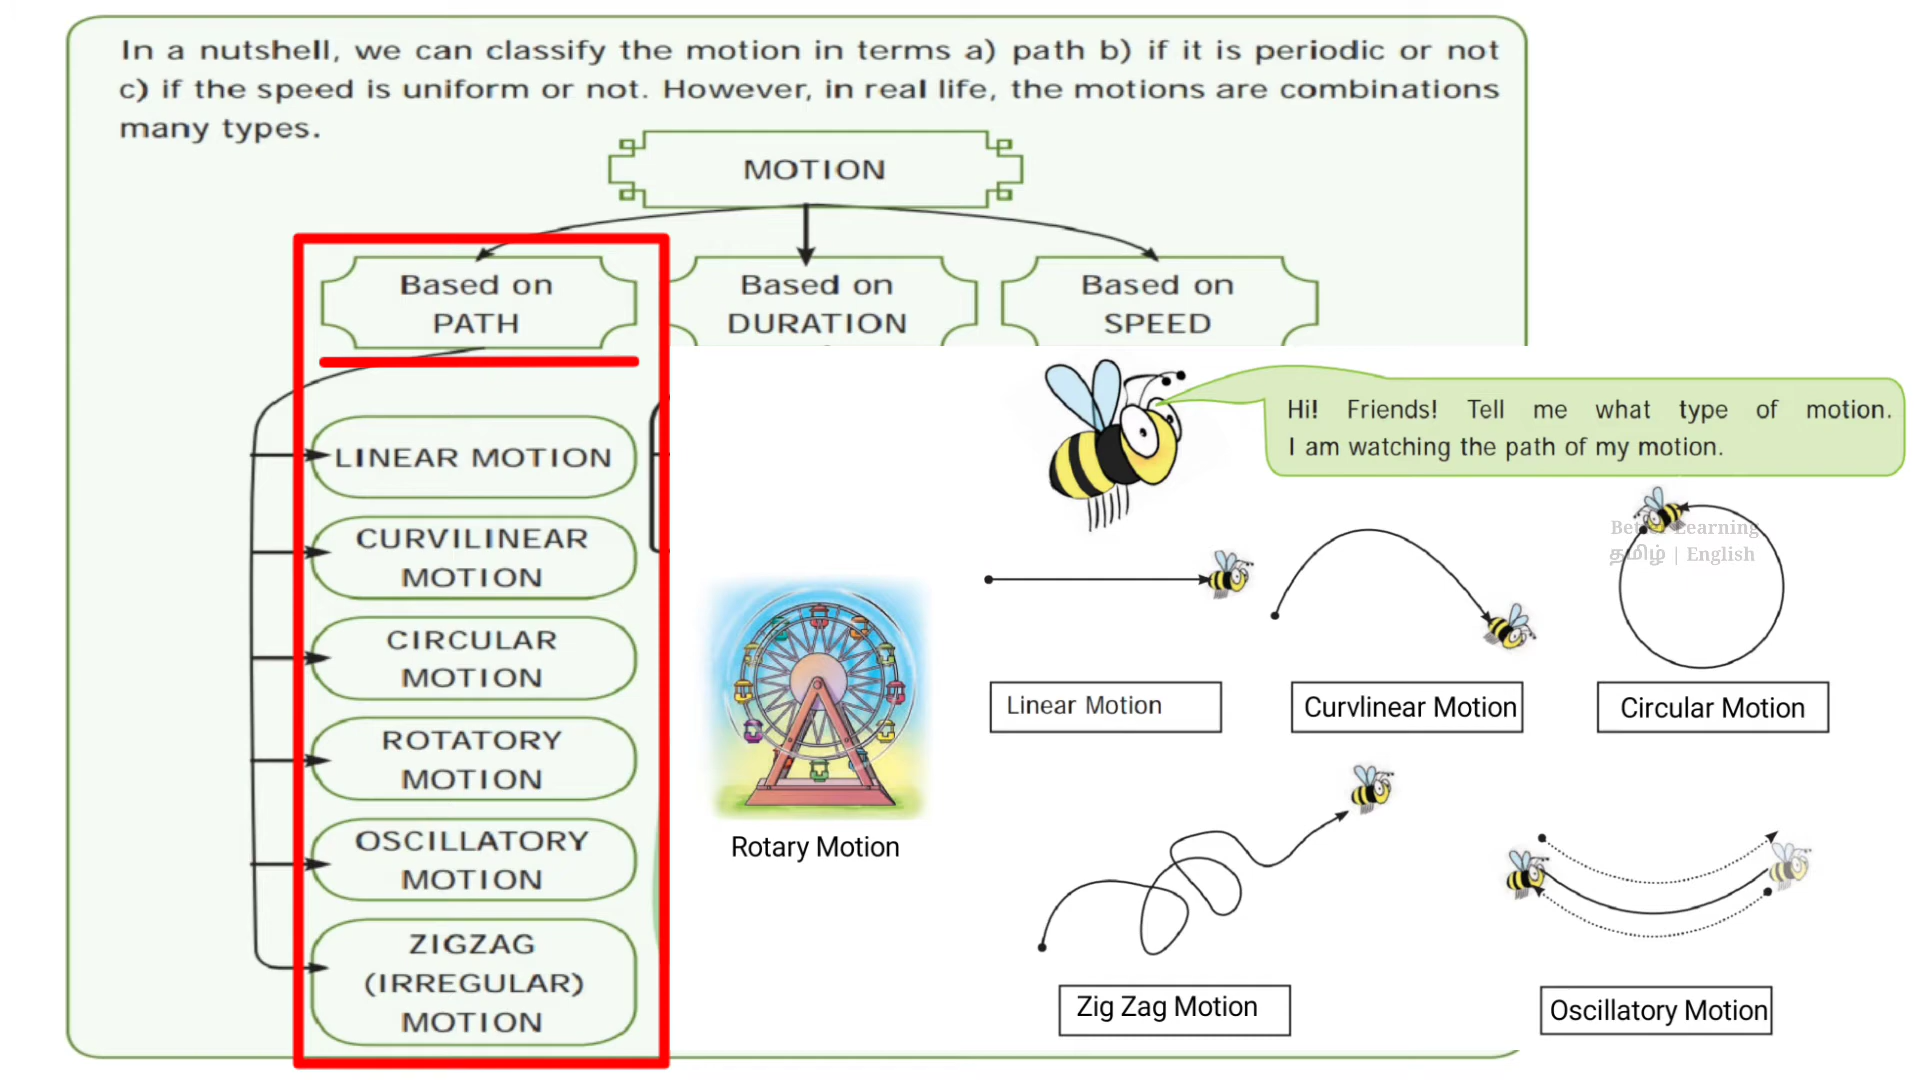 In a nutshell, we can classify the motion in terms a) path b) if it is periodic or not
c) if the speed is uniform or not. However, in real life, the motions are combinations
many types.
MOTION
Based on
PATH
Based on
DURATION
Based on
SPEED
LINEAR MOTION
CURVILINEAR
MOTION
CIRCULAR
MOTION
ROTATORY
MOTION
OSCILLATORY
MOTION
ZIGZAG
(IRREGULAR)
MOTION
Hi! Friends! Tell me what type of motion.
I am watching the path of my motion.
Better Learning
தமிழ் | English
Linear Motion
Curvlinear Motion
Circular Motion
Rotary Motion
Zig Zag Motion
Oscillatory Motion